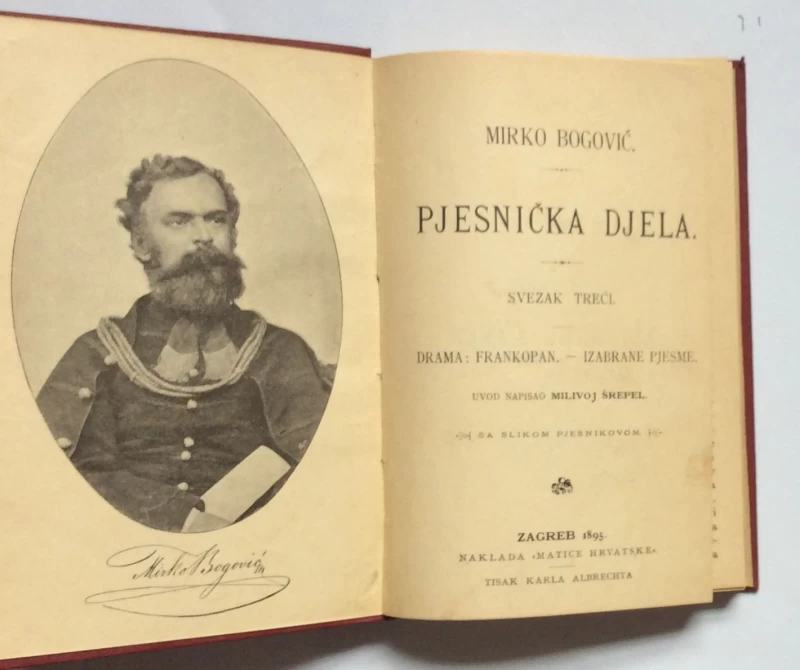 Mirko Bogović
MIRKO BOGOVIĆ.
PJESNIČKA DJELA.
SVEZAK TREĆI.
DRAMA: FRANKOPAN. — IZABRANE PJESME.
UVOD NAPISAO MILIVOJ ŠREPEL.
SA SLIKOM PJESNIKOVOM.
ZAGREB 1895.
NAKLADA «MATICE HRVATSKE».
TISAK KARLA ALBRECHTA